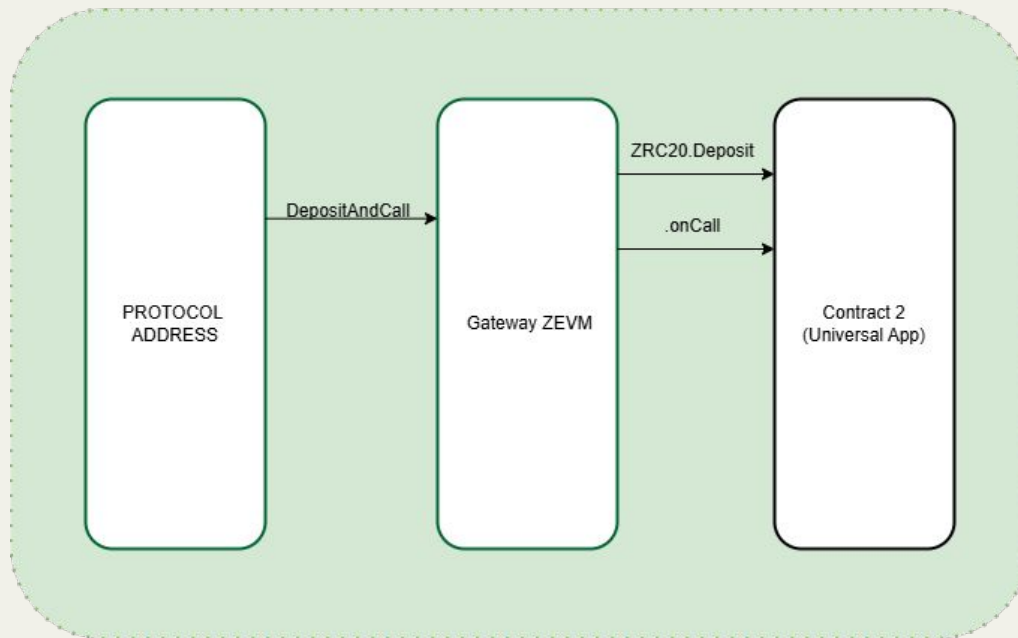 PROTOCOL
ADDRESS
DepositAndCall
Gateway ZEVM
ZRC20.Deposit
.onCall
Contract 2
(Universal App)